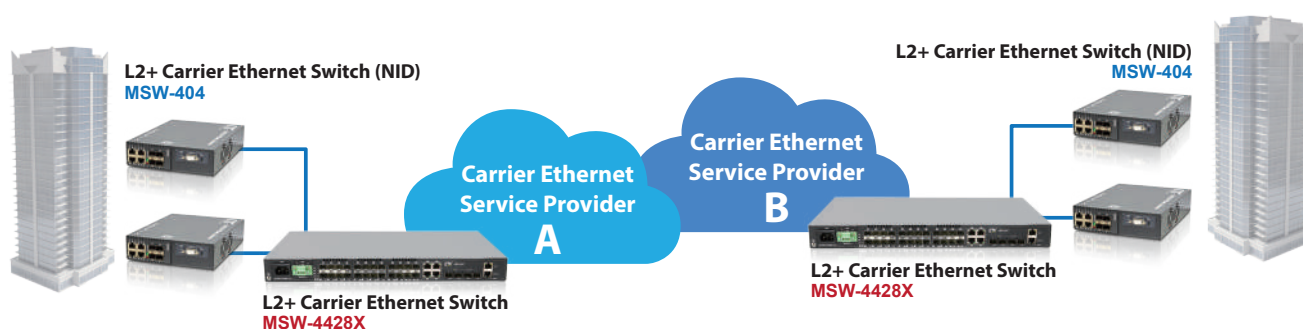 L2+ Carrier Ethernet Switch (NID)
MSW-404
L2+ Carrier Ethernet Switch (NID)
MSW-404
Carrier Ethernet
Service Provider
A
Carrier Ethernet
Service Provider
B
L2+ Carrier Ethernet Switch
MSW-4428X
L2+ Carrier Ethernet Switch
MSW-4428X